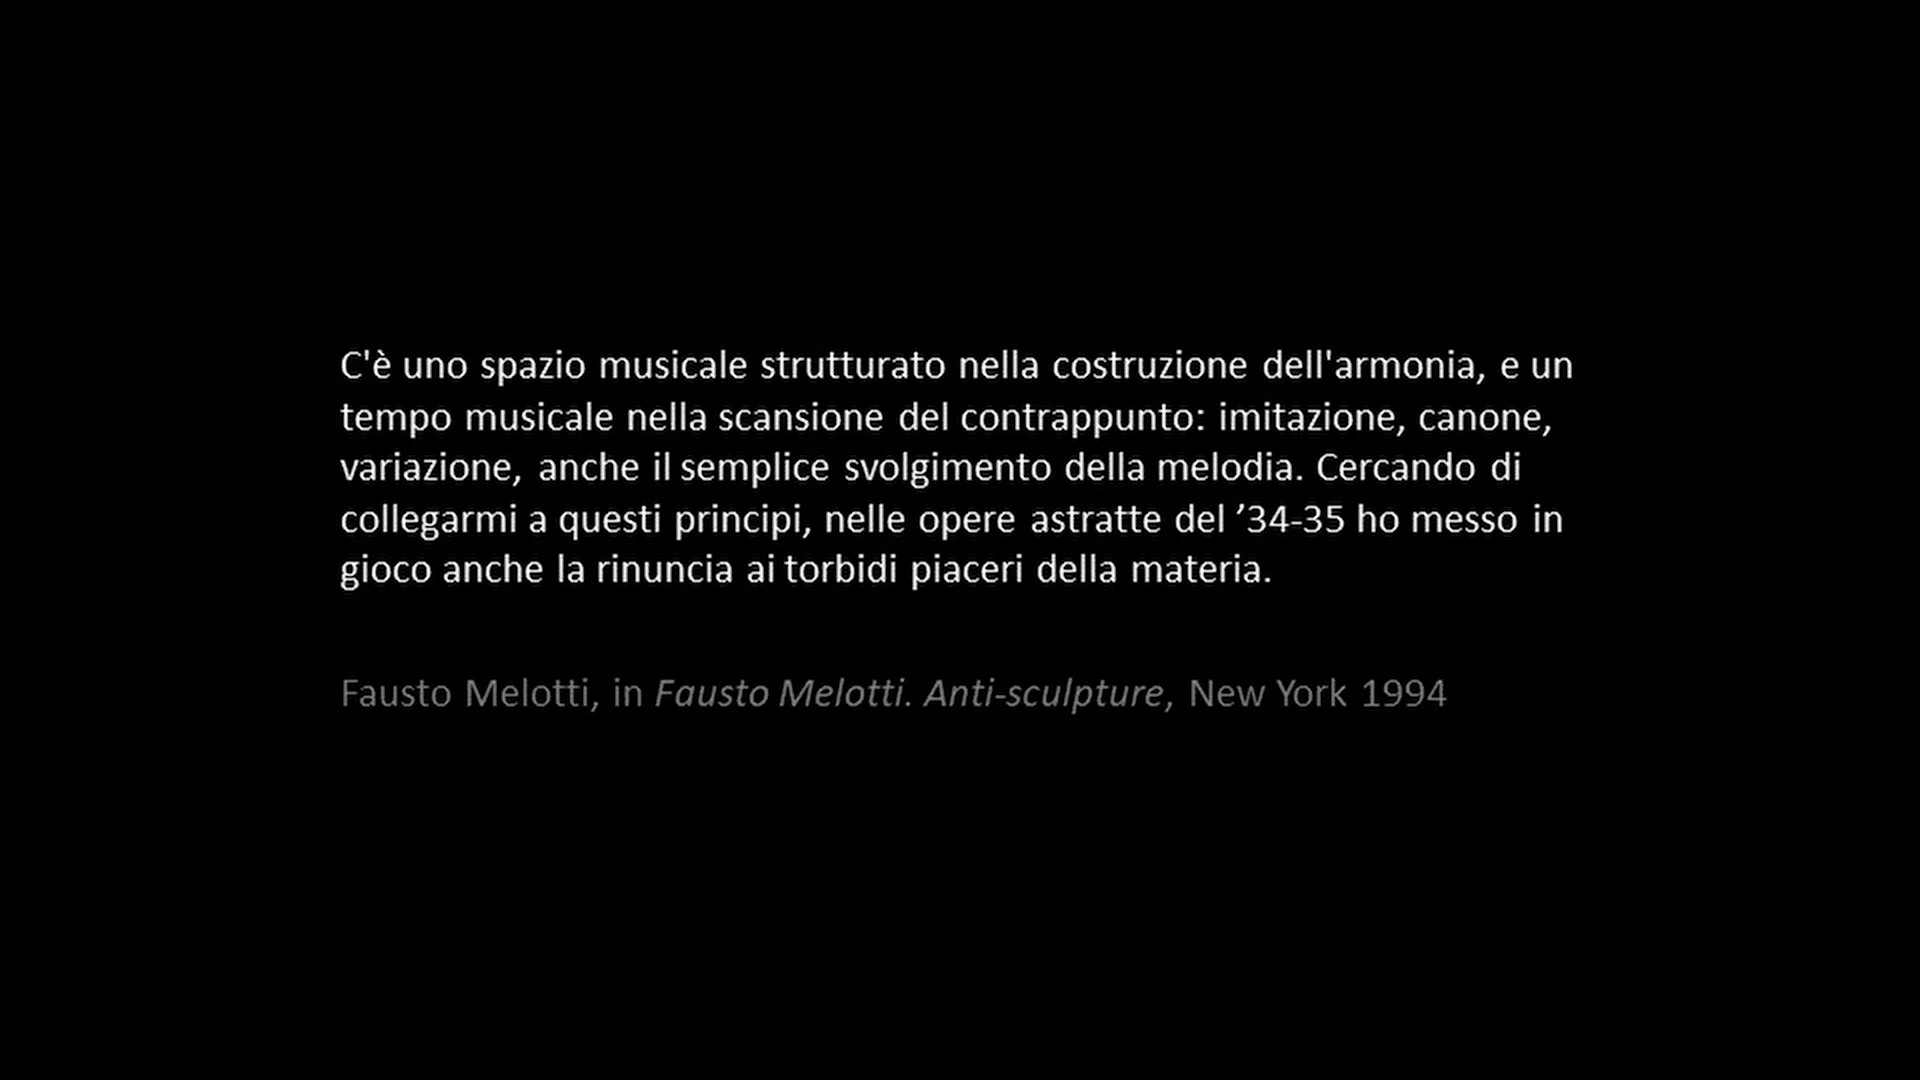 C'è uno spazio musicale strutturato nella costruzione dell'armonia, e un
tempo musicale nella scansione del contrappunto: imitazione, canone,
variazione, anche il semplice svolgimento della melodia. Cercando di
collegarmi a questi principi, nelle opere astratte del ’34-35 ho messo in
gioco anche la rinuncia ai torbidi piaceri della materia.
Fausto Melotti, in Fausto Melotti. Anti-sculpture, New York 1994